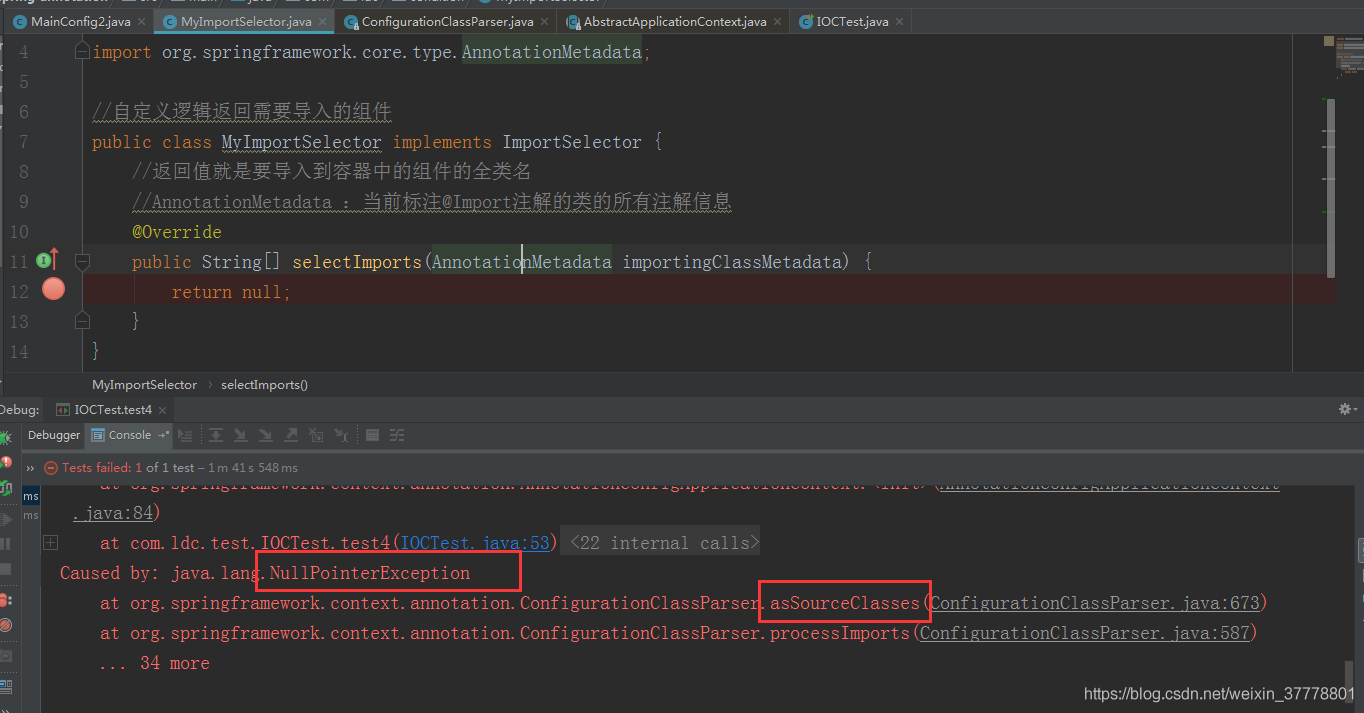 MainConfig2.java MyImportSelector.java ConfigurationClassParser.java AbstractApplicationContext.java IOCTest.java
4 import org.springframework.core.type.AnnotationMetadata;
5
6 //自定义逻辑返回需要导入的组件
7 public class MyImportSelector implements ImportSelector {
8 //返回值就是要导入到容器中的组件的全类名
9 //AnnotationMetadata : 当前标注@Import注解的类的所有注解信息
10 @Override
11 public String[] selectImports(AnnotationMetadata importingClassMetadata) {
12 return null;
13 }
14 }
MyImportSelector › selectImports()
Debug: IOCTest.test4
Debugger Console
Tests failed: 1 of 1 test – 1 m 41 s 548 ms
ms at org.springframework.context.annotation.AnnotationConfigApplicationContext.<init>(AnnotationConfigApplicationContext
ms .java:84)
at com.ldc.test.IOCTest.test4(IOCTest.java:53) <22 internal calls>
Caused by: java.lang.NullPointerException
at org.springframework.context.annotation.ConfigurationClassParser.asSourceClasses(ConfigurationClassParser.java:673)
at org.springframework.context.annotation.ConfigurationClassParser.processImports(ConfigurationClassParser.java:587)
... 34 more
https://blog.csdn.net/weixin_37778801